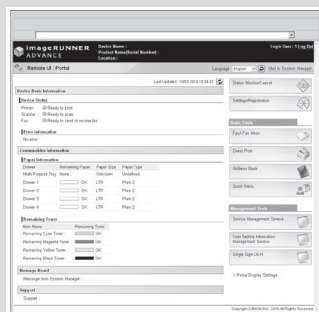 imageRUNNER ADVANCE
Device Name :
Product Name(Serial Number) :
Location :
Login User : 1 Log Out
Remote UI : Portal
Language English Mail to System Manager
Last Updated: 10/03 2010 18:34:07
Device Basic Information
Device Status
Printer : Ready to print.
Scanner : Ready to scan.
Fax : Ready to send or receive fax.
Error Information
No error.
Consumables Information
Paper Information
Drawer Remaining Paper Paper Size Paper Type
Multi-Purpose Tray None Unknown Undefined
Drawer 1 OK LTR Plain 2
Drawer 2 OK LTR Plain 2
Drawer 3 OK LTR Plain 2
Drawer 4 OK LTR Plain 2
Remaining Toner
Item Name Remaining Toner
Remaining Cyan Toner : OK
Remaining Magenta Toner : OK
Remaining Yellow Toner : OK
Remaining Black Toner : OK
Message Board
Message from System Manager:
Support
Support :
Status Monitor/Cancel
Settings/Registration
Basic Tools
Fax/I-Fax Inbox
Direct Print
Address Book
Quick Menu
Management Tools
Service Management Service
User Setting Information Management Service
Single Sign-On H
Portal Display Settings
Copyright CANON INC. 2010 All Rights Reserved